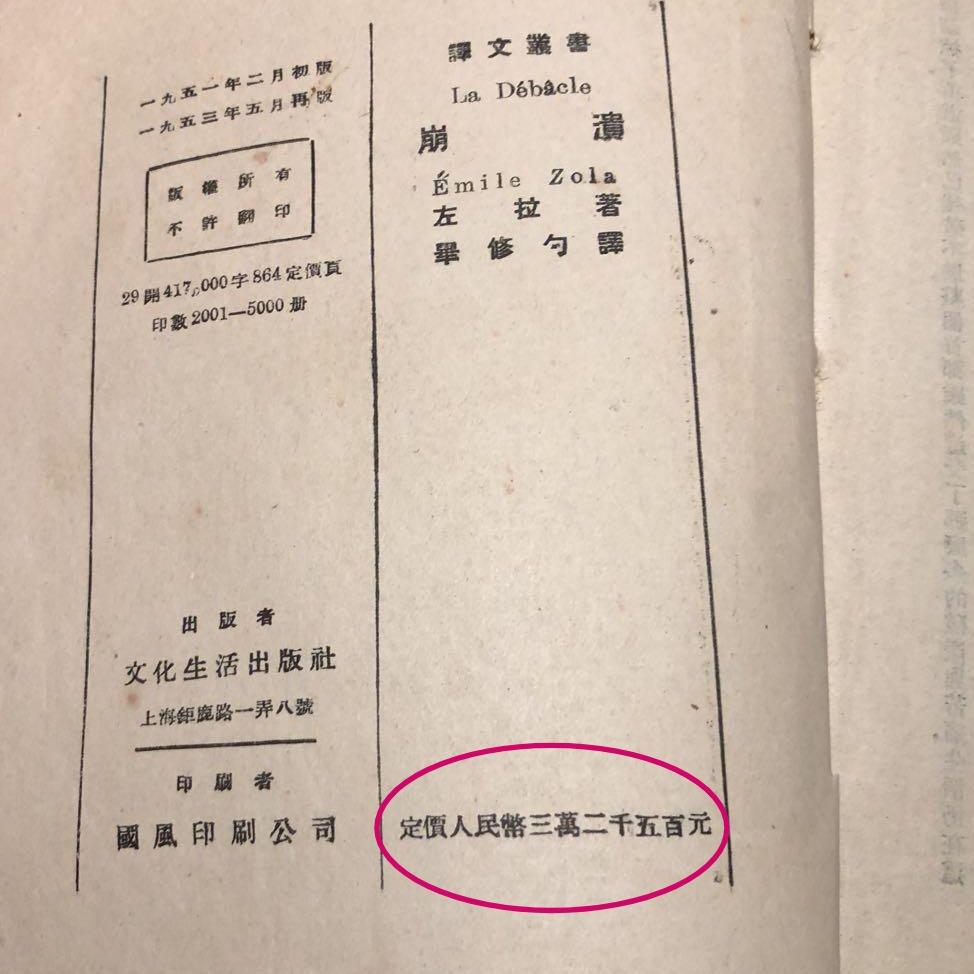 譯文叢書
La Débâcle
崩潰
Émile Zola
左拉著
畢修勺譯
定價人民幣三萬二千五百元
一九五一年二月初版
一九五三年五月再版
版權所有
不許翻印
29開417,000字864定價頁
印數2001—5000册
出版者
文化生活出版社
上海鉅鹿路一弄八號
印刷者
國風印刷公司